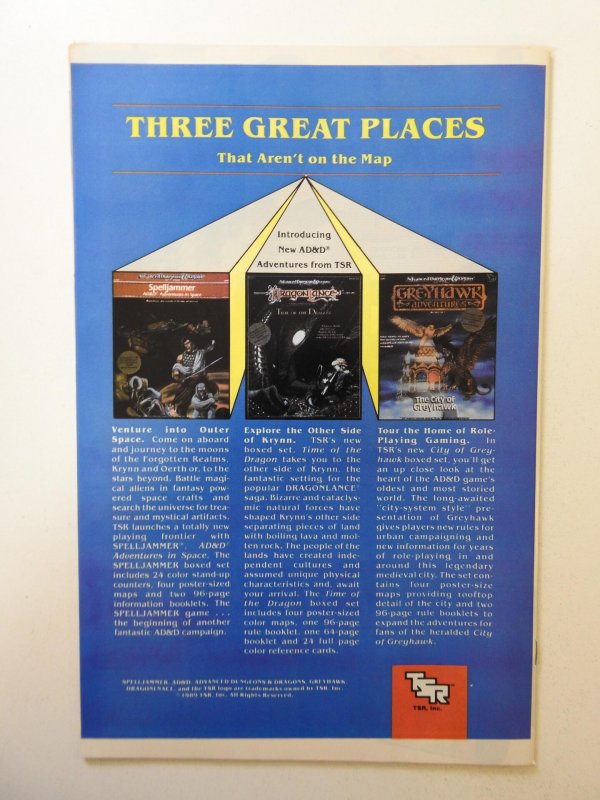 THREE GREAT PLACES
That Aren't on the Map
Introducing
New AD&D®
Adventures from TSR
Advanced Dungeons & Dragons
Spelljammer
AD&D Adventures in Space
Advanced Dungeons & Dragons
DRAGONLANCE
TIME OF THE DRAGON
Advanced Dungeons & Dragons
GREYHAWK
ADVENTURES
The City of
Greyhawk
Venture into Outer
Space. Come on aboard
and journey to the moons
of the Forgotten Realms,
Krynn and Oerth or, to the
stars beyond. Battle magi-
cal aliens in fantasy pow-
ered space crafts and
search the universe for trea-
sure and mystical artifacts.
TSR launches a totally new
playing frontier with
SPELLJAMMER™, AD&D®
Adventures in Space. The
SPELLJAMMER boxed set
includes 24 color stand-up
counters, four poster-sized
maps and two 96-page
information booklets. The
SPELLJAMMER game . . .
the beginning of another
fantastic AD&D campaign.
Explore the Other Side
of Krynn. TSR's new
boxed set, Time of the
Dragon takes you to the
other side of Krynn, the
fantastic setting for the
popular DRAGONLANCE®
saga. Bizarre and cataclys-
mic natural forces have
shaped Krynn's other side
separating pieces of land
with boiling lava and mol-
ten rock. The people of the
lands have created inde-
pendent cultures and
assumed unique physical
characteristics and, await
your arrival. The Time of
the Dragon boxed set
includes four poster-sized
color maps, one 96-page
rule booklet, one 64-page
booklet and 24 full page
color reference cards.
Tour the Home of Role-
Playing Gaming. In
TSR's new City of Grey-
hawk boxed set, you'll get
an up close look at the
heart of the AD&D game's
oldest and most storied
world. The long-awaited
"city-system style" pre-
sentation of Greyhawk
gives players new rules for
urban campaigning and
new information for years
of role-playing in and
around this legendary
medieval city. The set con-
tains four poster-size
maps providing rooftop
detail of the city and two
96-page rule booklets to
expand the adventures for
fans of the heralded City
of Greyhawk.
SPELLJAMMER, AD&D, ADVANCED DUNGEONS & DRAGONS, GREYHAWK,
DRAGONLANCE, and the TSR logo are trademarks owned by TSR, Inc.
©1989 TSR, Inc. All Rights Reserved.
TSR™
TSR, Inc.